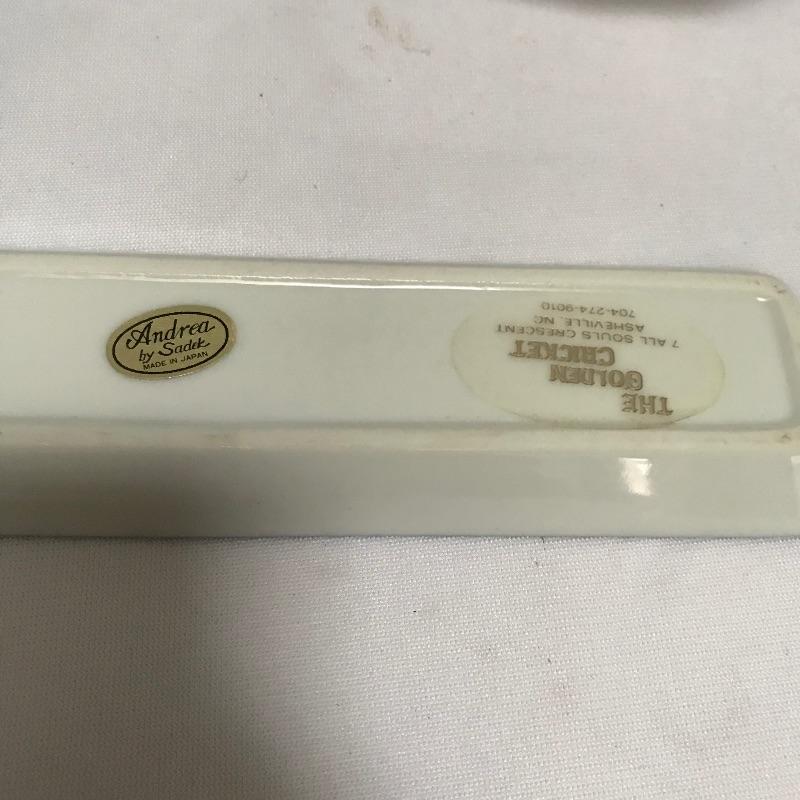 Andrea
by Sadek
MADE IN JAPAN
THE
GOLDEN
CRICKET
7 ALL SOULS CRESCENT
ASHEVILLE, NC
704-274-9010